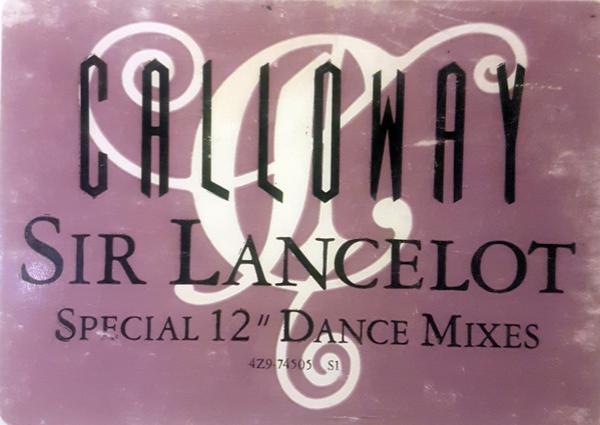 CALLOWAY
SIR LANCELOT
SPECIAL 12" DANCE MIXES
4Z9-74505 S1